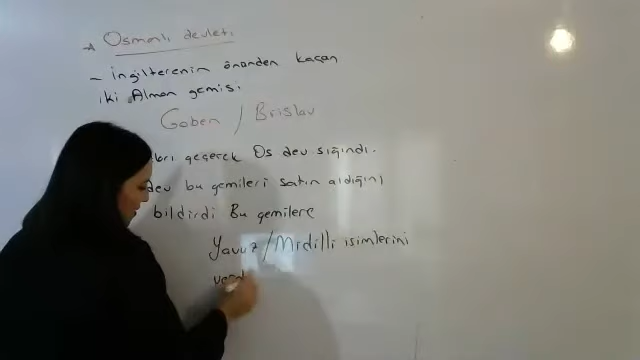 * Osmanlı devleti
- İngilterenin önünden kaçan
iki Alman gemisi
Goben / Brislav
geçerek Os dev sığındı.
dev bu gemileri satın aldığını
bildirdi Bu gemilere
Yavuz / Midilli isimlerini